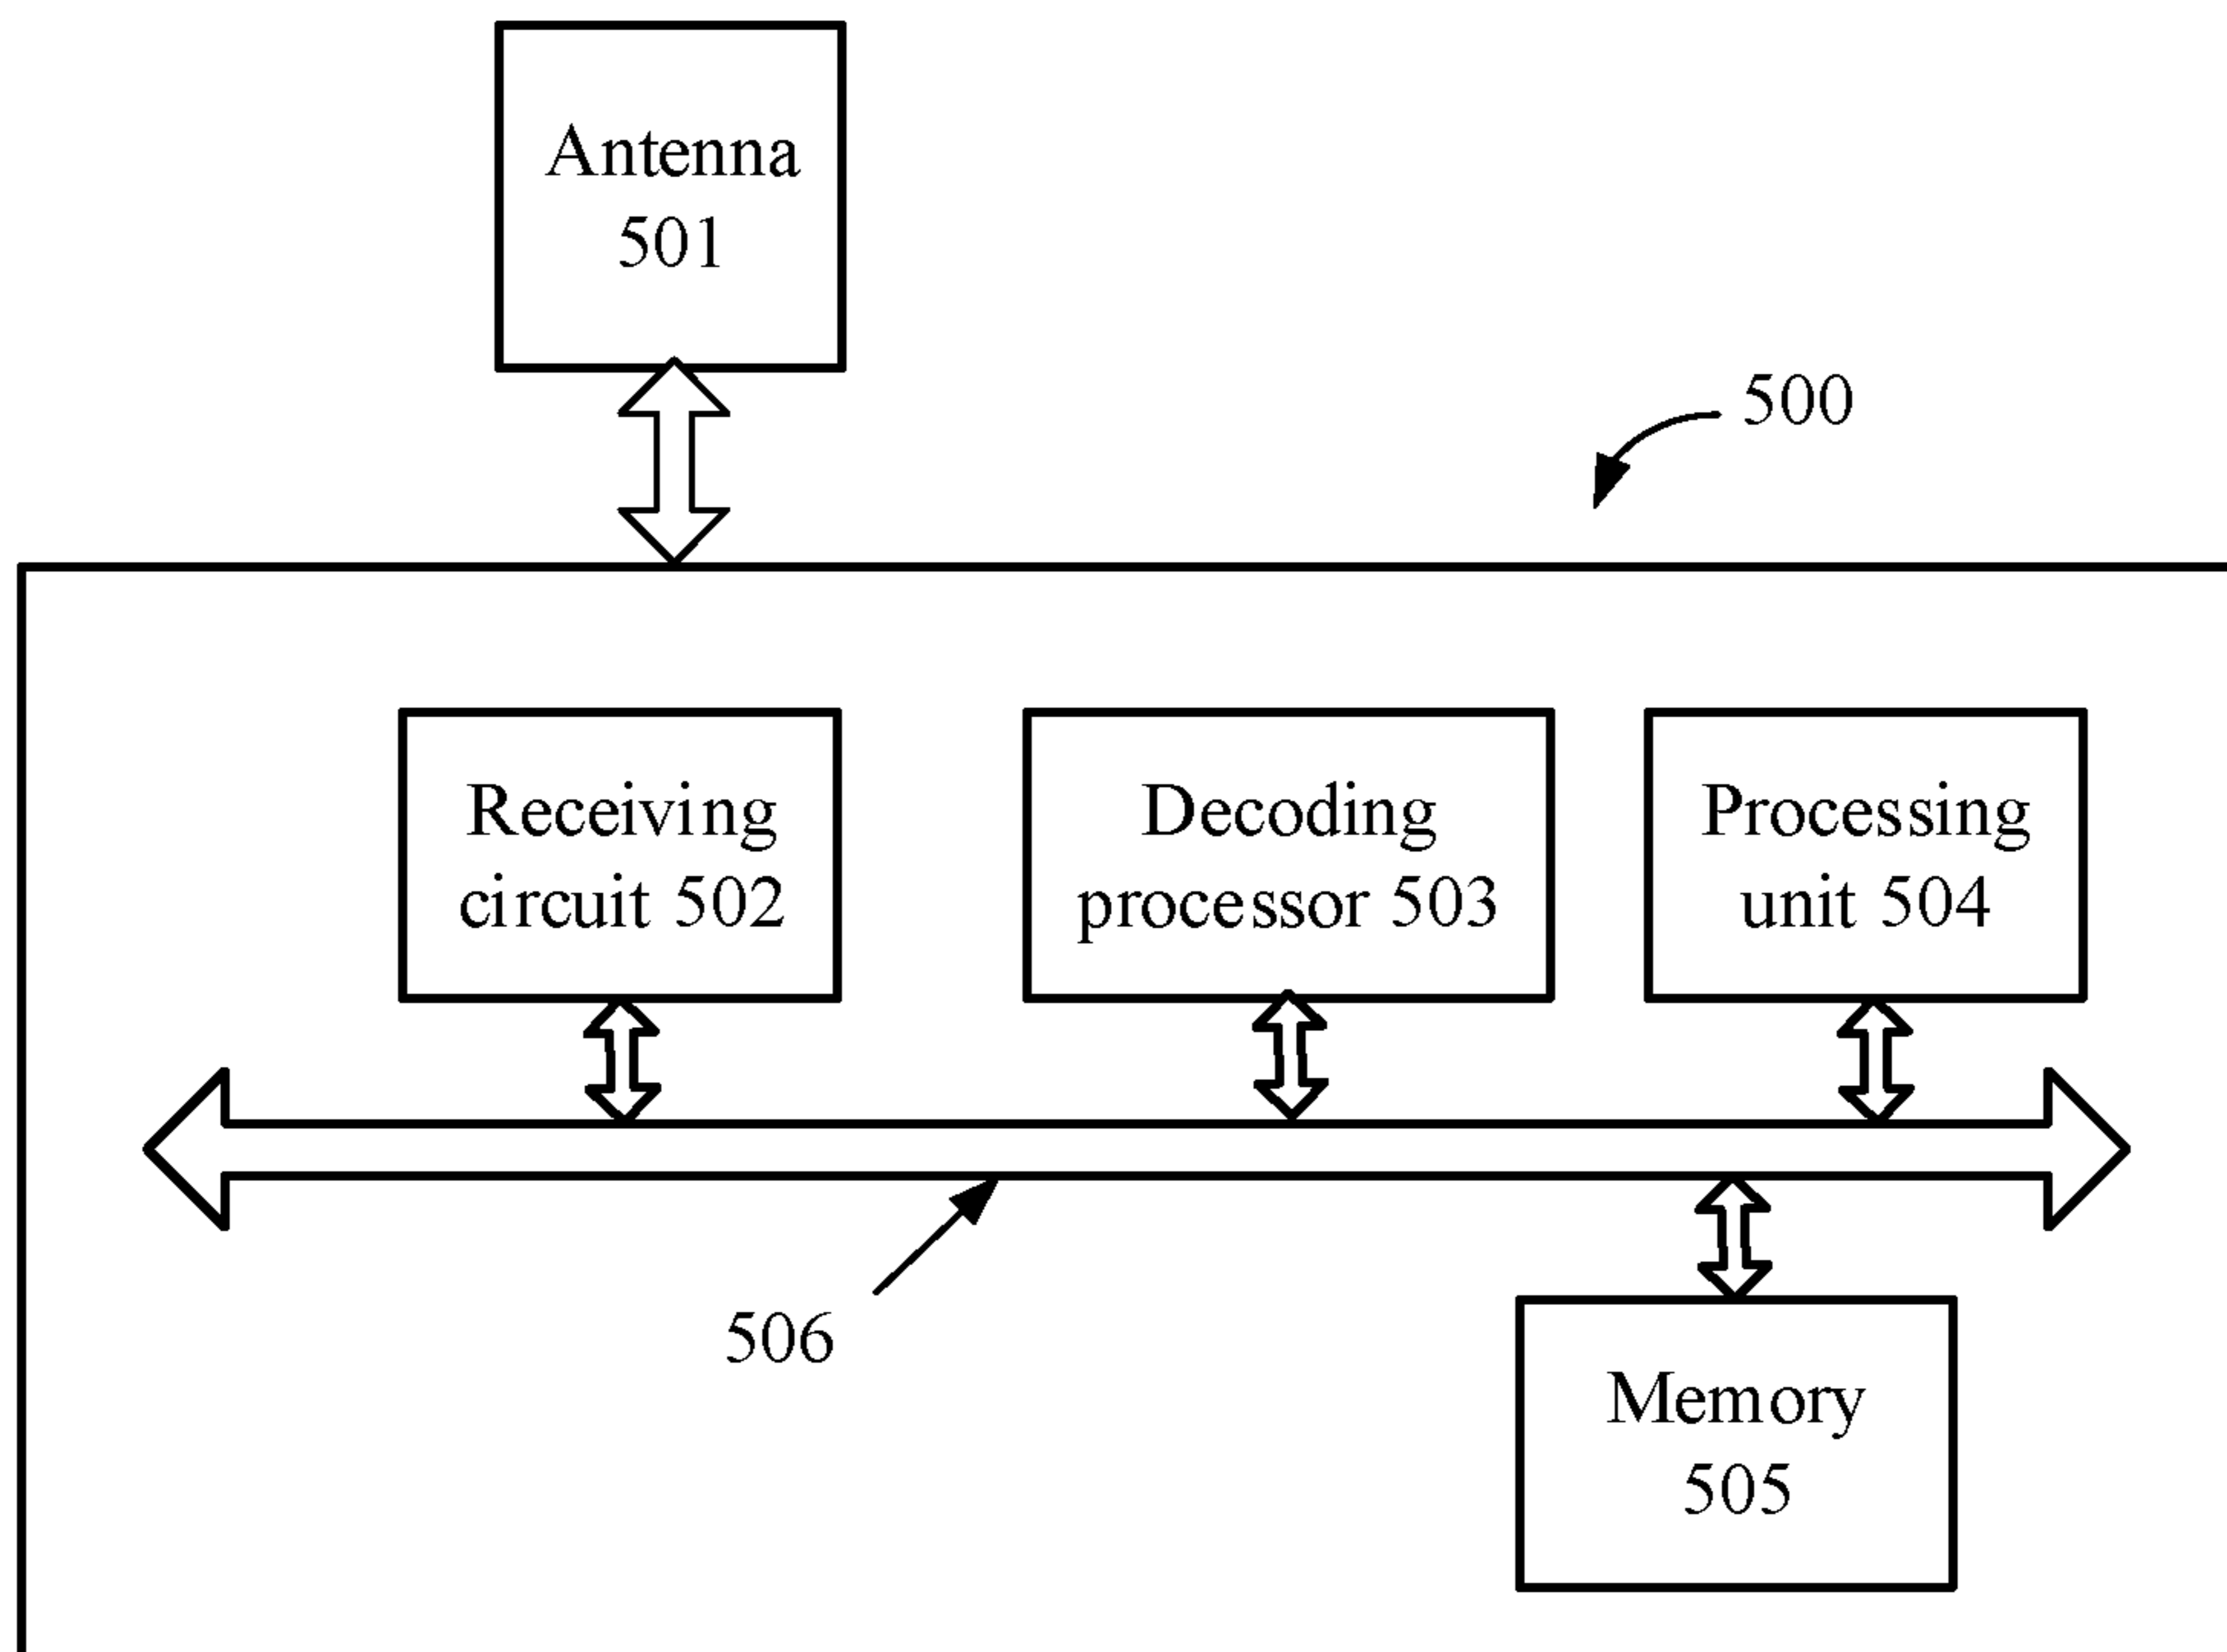 Antenna
501
500
Receiving
circuit 502
Decoding
processor 503
Processing
unit 504
506
Memory
505